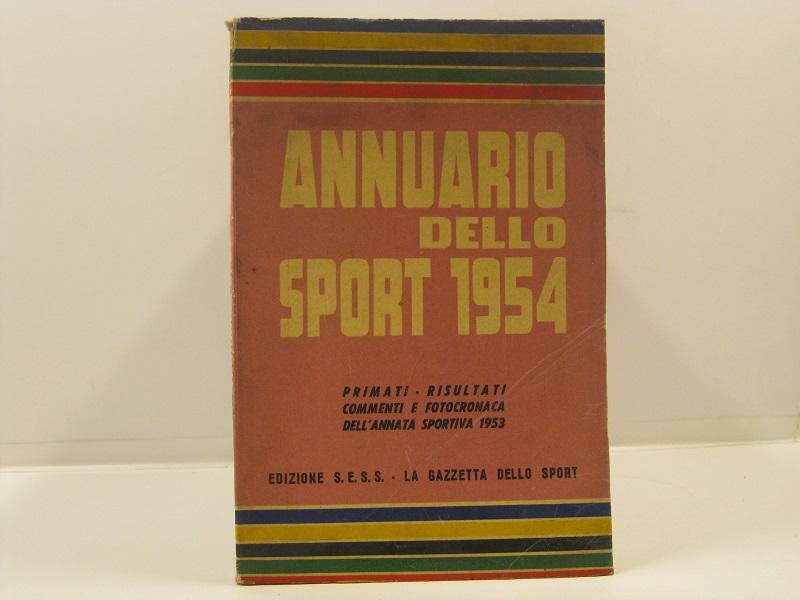 ANNUARIO
DELLO
SPORT 1954
PRIMATI - RISULTATI
COMMENTI E FOTOCRONACA
DELL'ANNATA SPORTIVA 1953
EDIZIONE S.E.S.S. - LA GAZZETTA DELLO SPORT